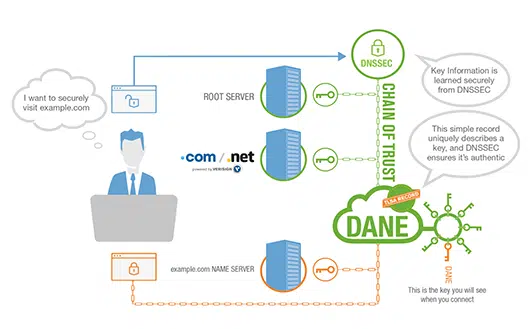 DNSSEC
Key Information is
learned securely
from DNSSEC
I want to securely
visit example.com
ROOT SERVER
CHAIN OF TRUST
This simple record
uniquely describes a
key, and DNSSEC
ensures it's authentic
.com / .net
powered by VERISIGN
TLSA RECORD
DANE
DANE
example.com NAME SERVER
This is the key you will see
when you connect